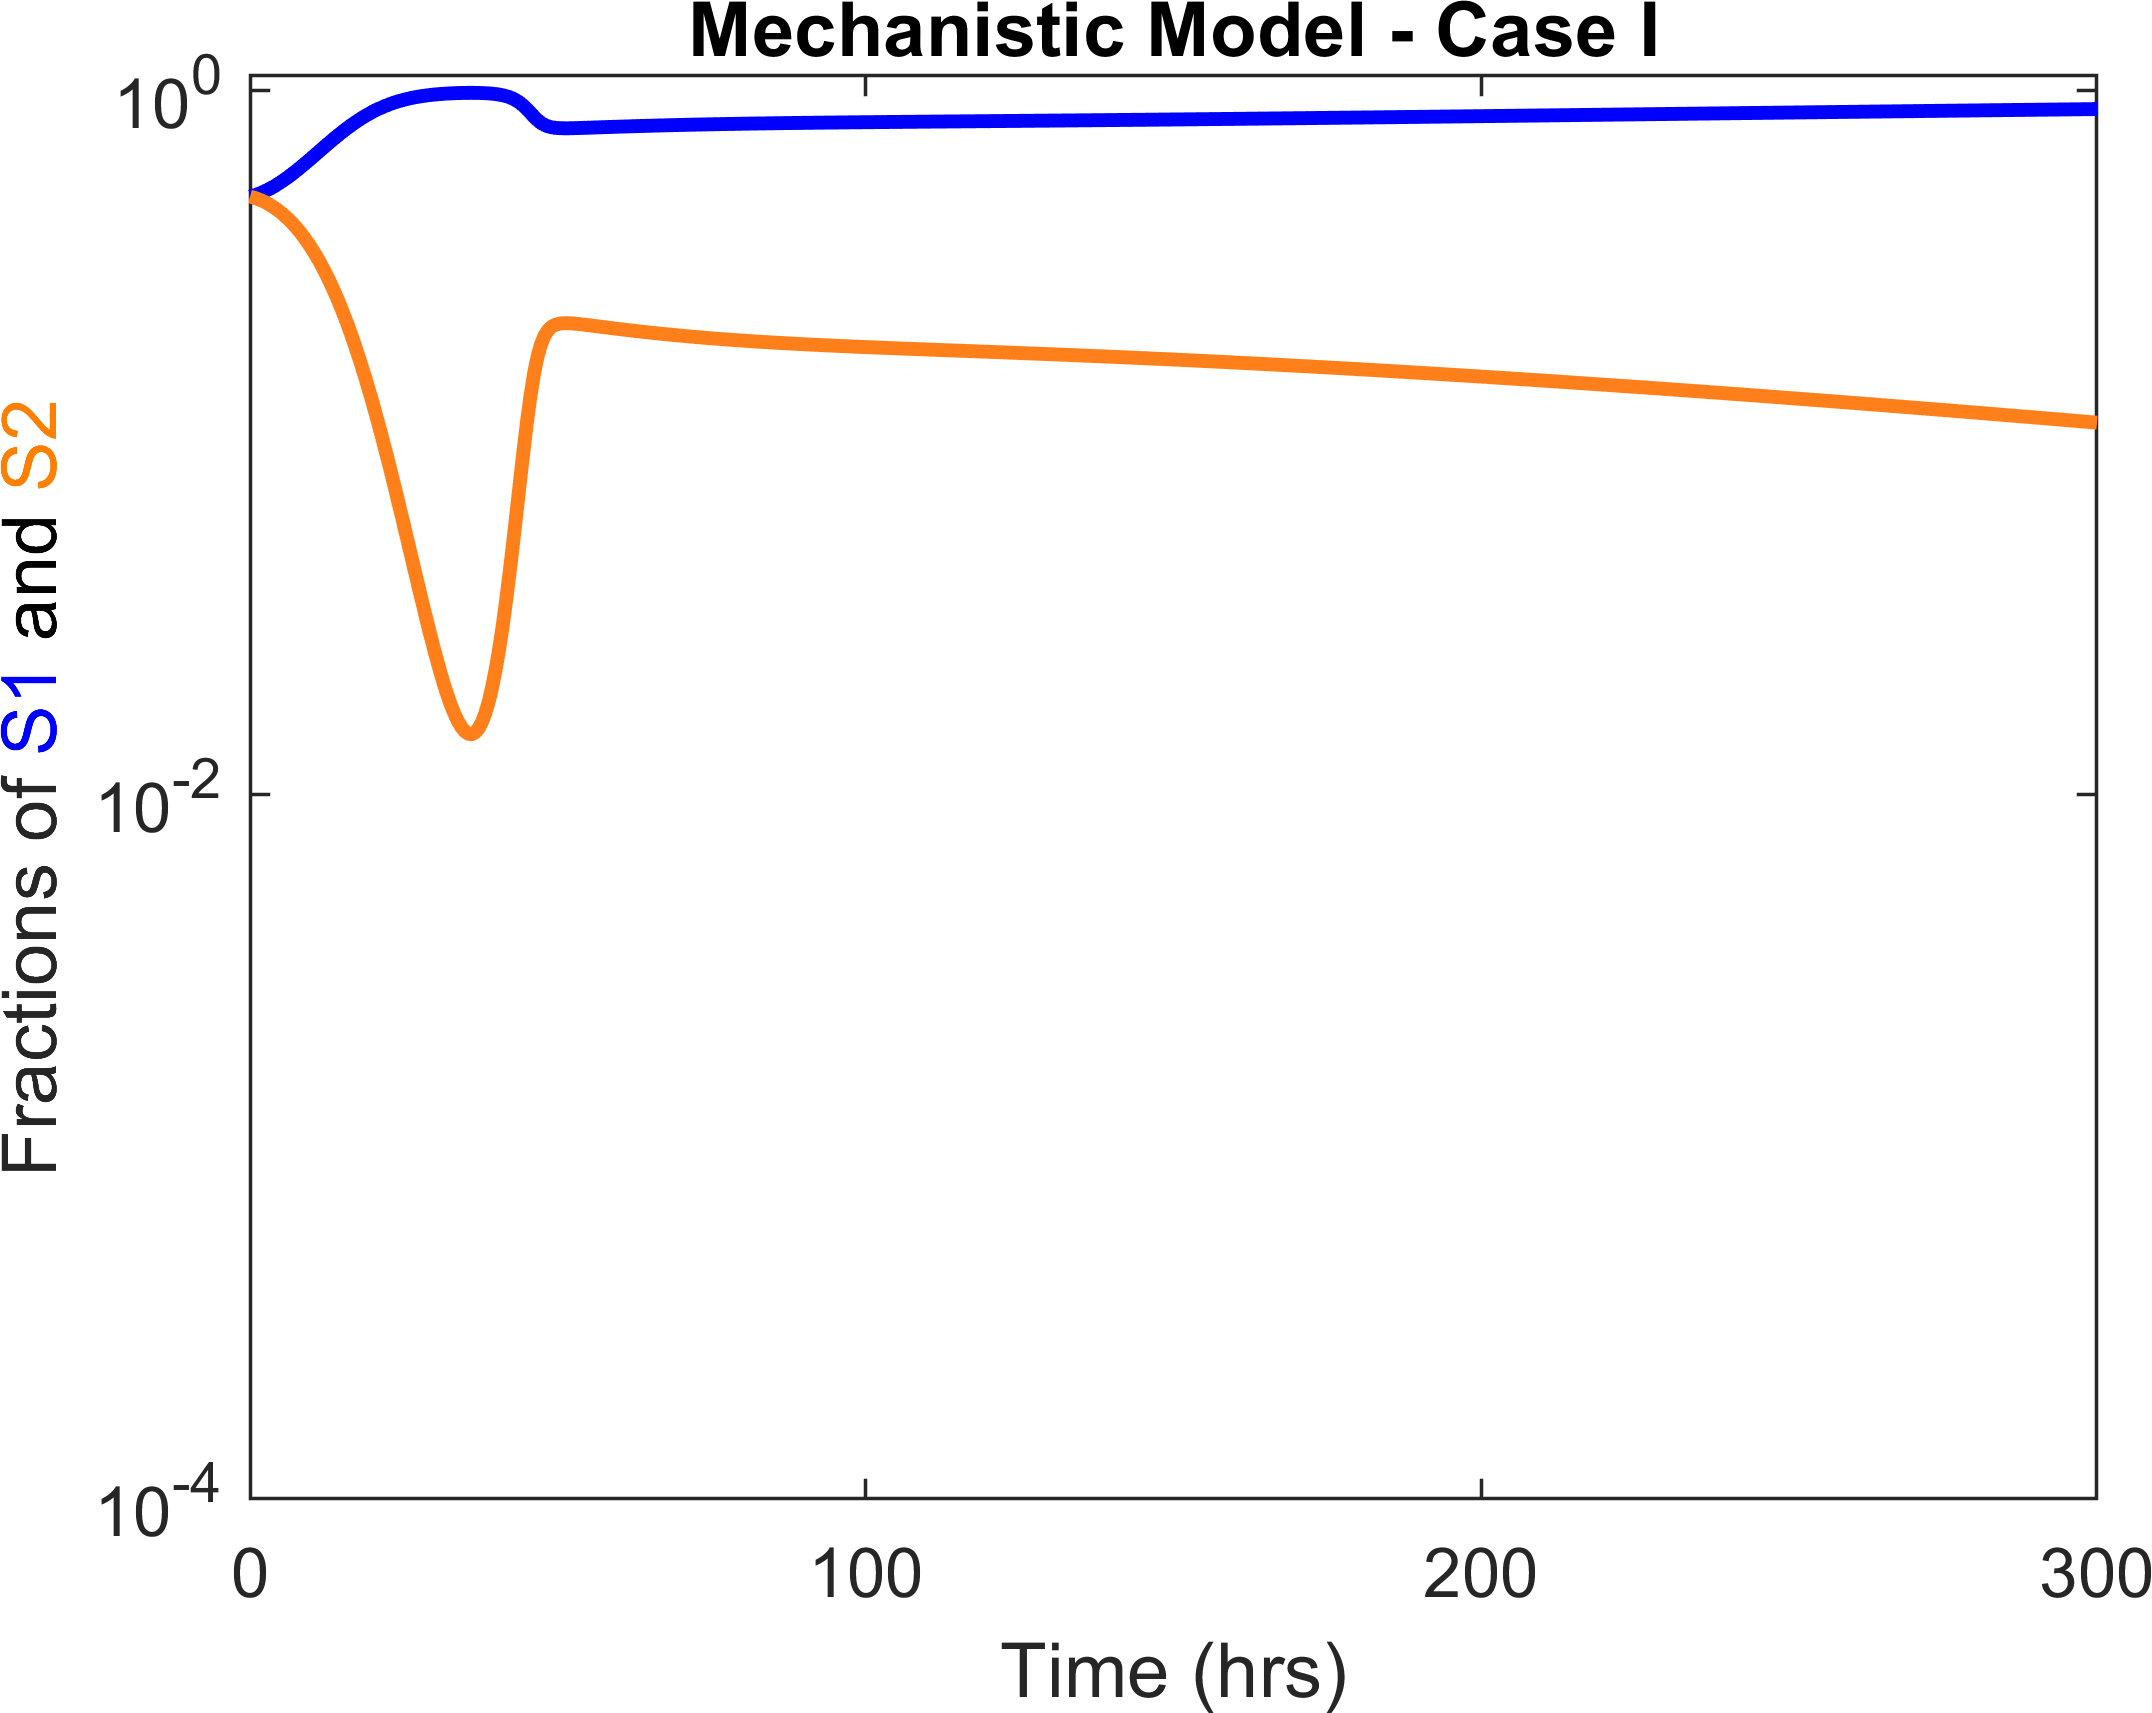 Mechanistic Model - Case I
Fractions of S1 and S2
10^0
10^-2
10^-4
0 100 200 300
Time (hrs)